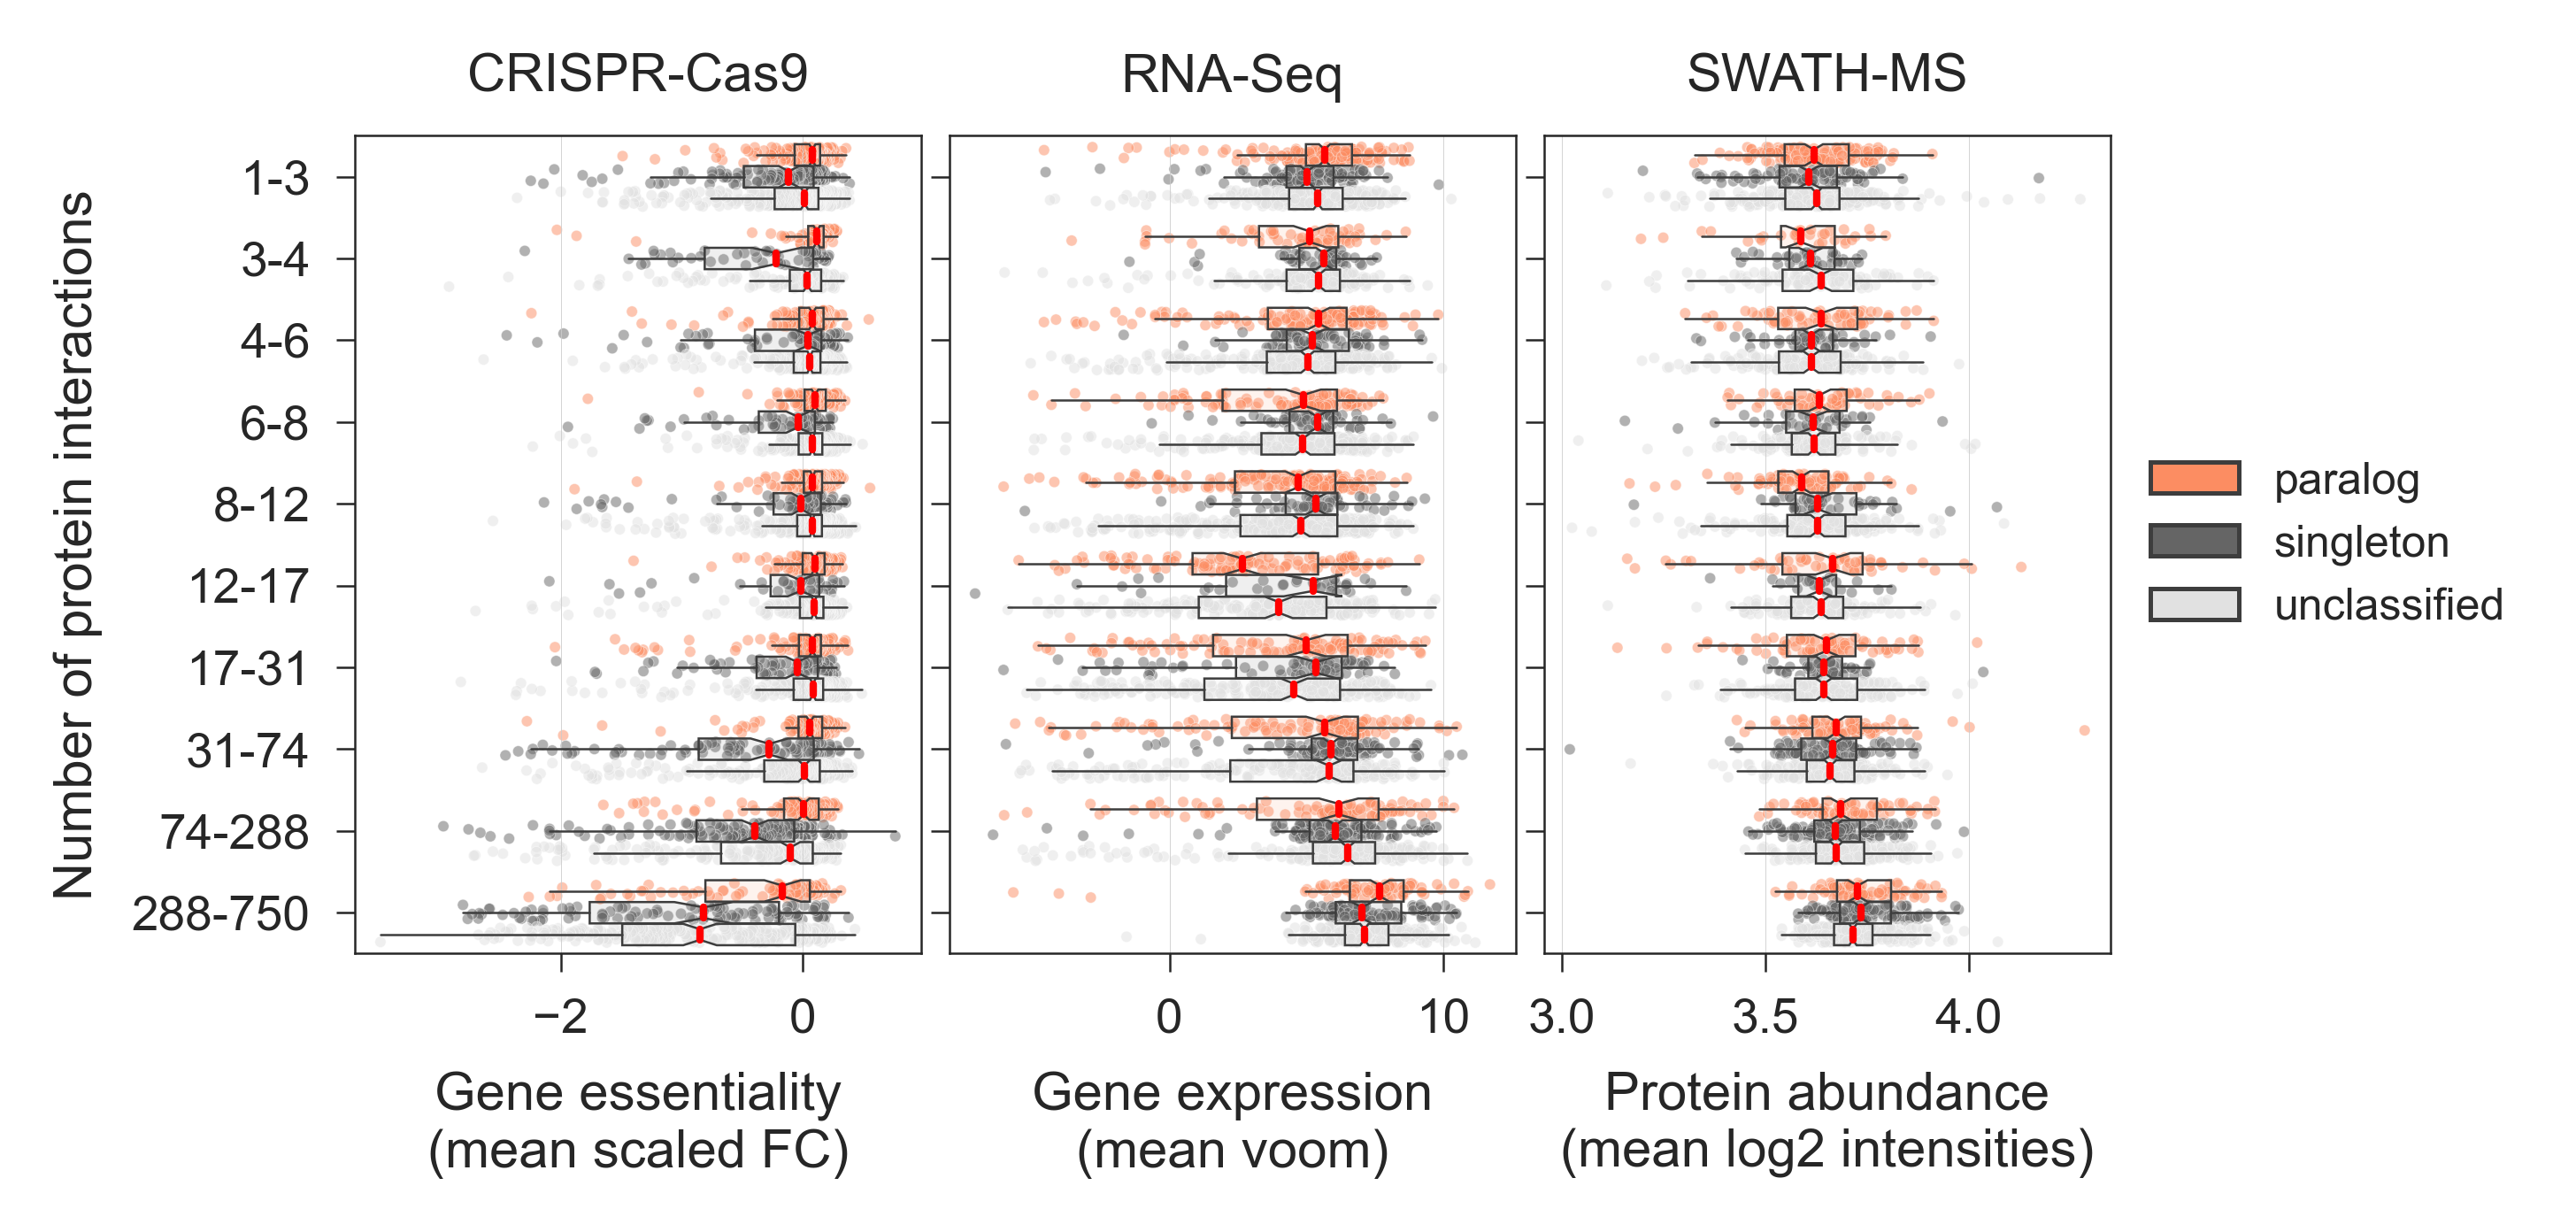 CRISPR-Cas9
RNA-Seq
SWATH-MS
Number of protein interactions
1-3
3-4
4-6
6-8
8-12
12-17
17-31
31-74
74-288
288-750
−2
0
0
10
3.0
3.5
4.0
Gene essentiality
(mean scaled FC)
Gene expression
(mean voom)
Protein abundance
(mean log2 intensities)
paralog
singleton
unclassified